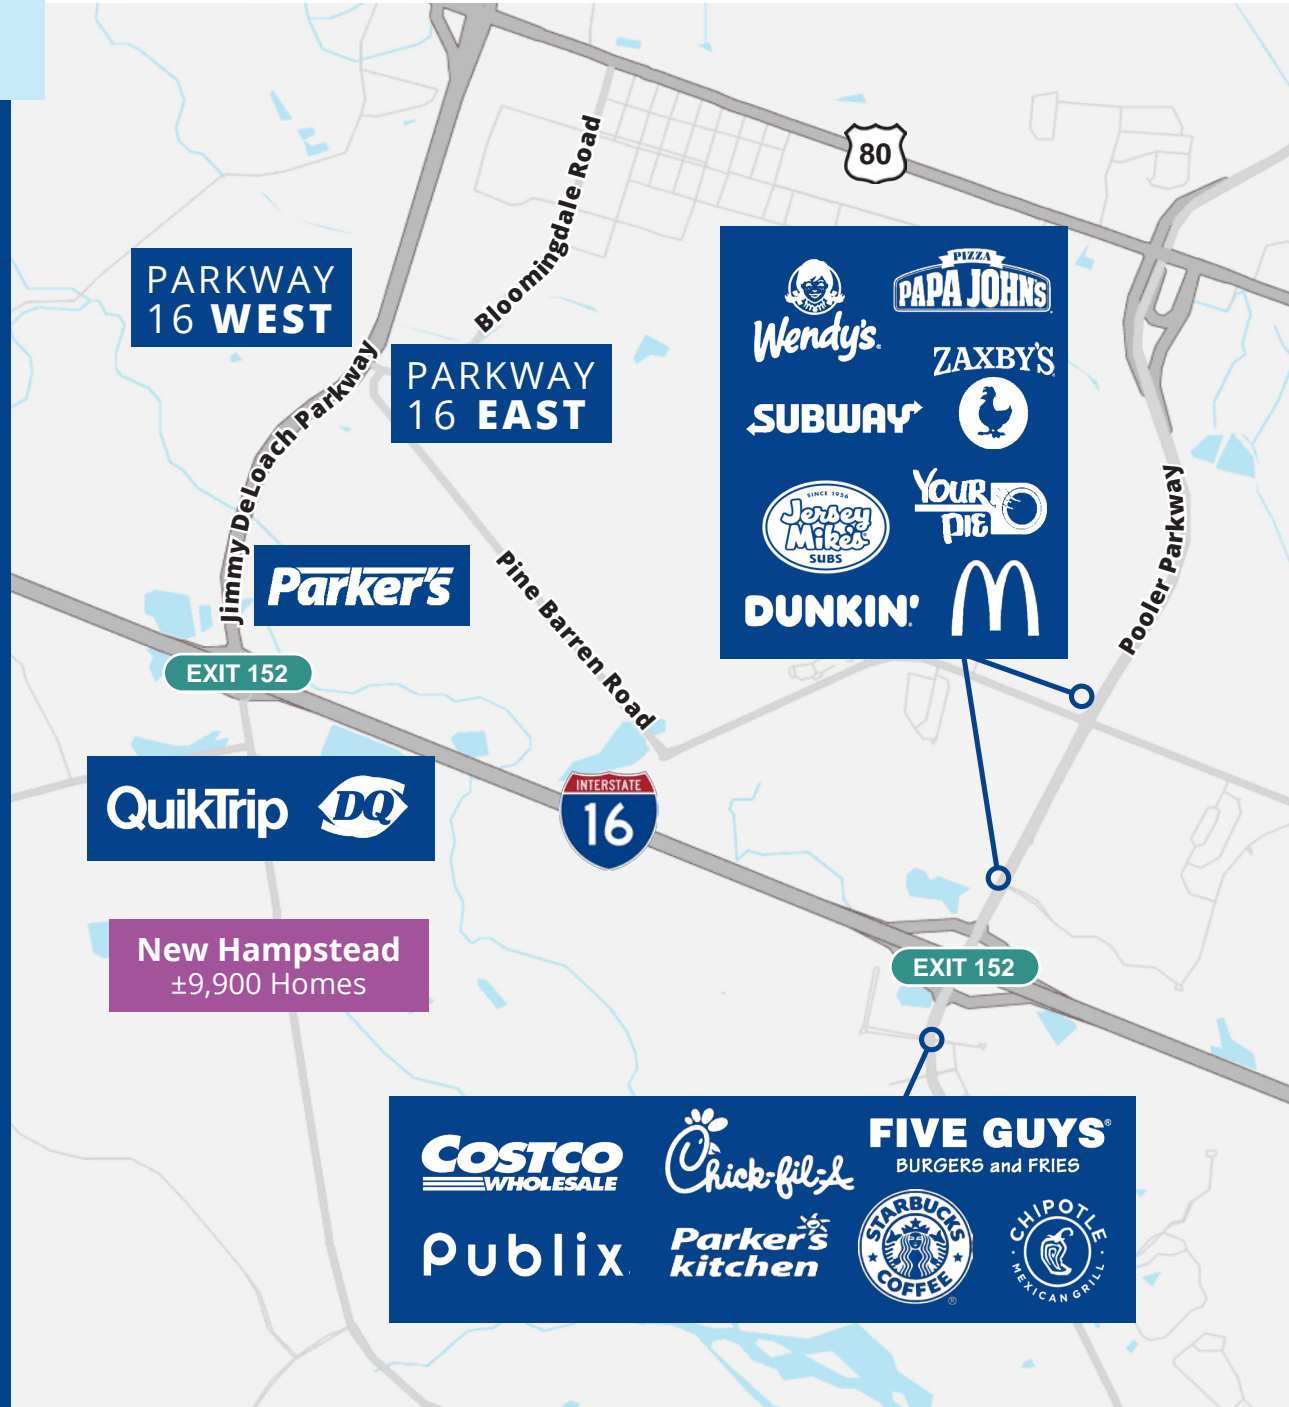 80
Bloomingdale Road
PARKWAY
16 WEST
PARKWAY
16 EAST
Jimmy DeLoach Parkway
Wendy's
PIZZA
PAPA JOHN'S
ZAXBY'S
SUBWAY
SINCE 1956
Jersey
Mike's
SUBS
YOUR
PIE
DUNKIN'
Pooler Parkway
Parker's
Pine Barren Road
EXIT 152
QuikTrip
DQ
INTERSTATE
16
New Hampstead
±9,900 Homes
EXIT 152
COSTCO
WHOLESALE
Chick-fil-A
FIVE GUYS®
BURGERS and FRIES
Publix
Parker's
kitchen
STARBUCKS
COFFEE
®
CHIPOTLE
MEXICAN GRILL